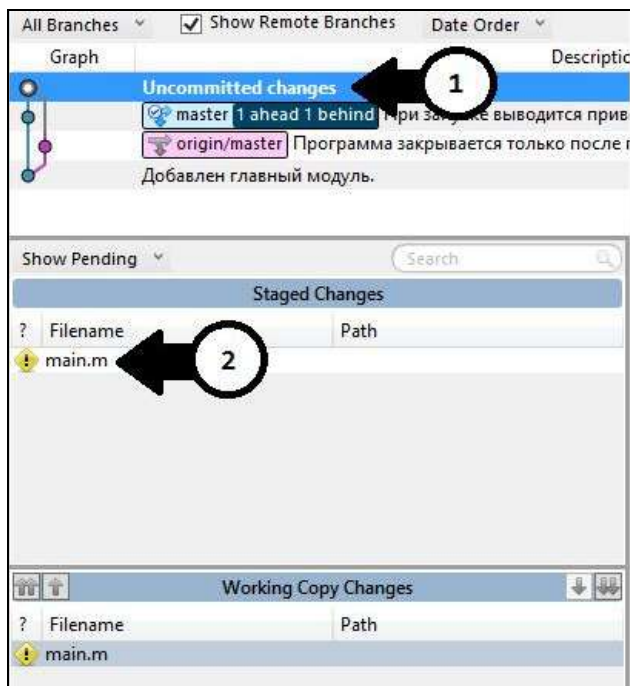 All Branches Show Remote Branches Date Order
Graph Descriptio
Uncommitted changes 1
master 1 ahead 1 behind При запуске выводится прив
origin/master Программа закрывается только после
Добавлен главный модуль.
Show Pending Search
Staged Changes
? Filename Path
main.m 2
Working Copy Changes
? Filename Path
main.m